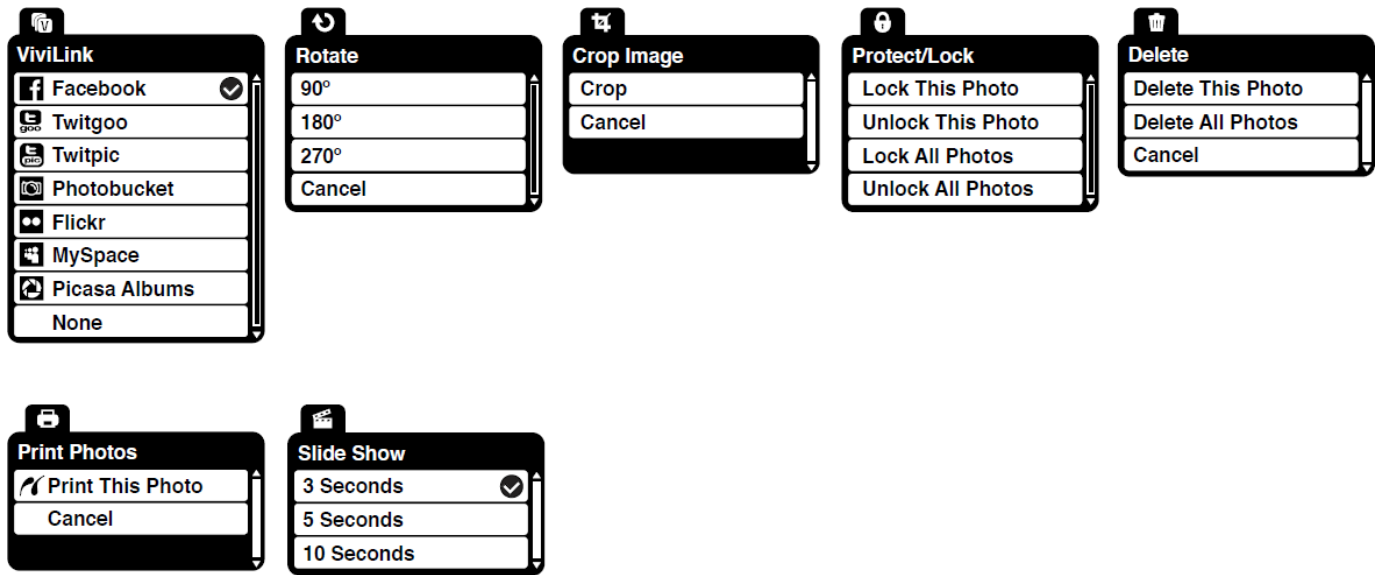 ViviLink
Facebook
Twitgoo
Twitpic
Photobucket
Flickr
MySpace
Picasa Albums
None
Rotate
90º
180º
270º
Cancel
Crop Image
Crop
Cancel
Protect/Lock
Lock This Photo
Unlock This Photo
Lock All Photos
Unlock All Photos
Delete
Delete This Photo
Delete All Photos
Cancel
Print Photos
Print This Photo
Cancel
Slide Show
3 Seconds
5 Seconds
10 Seconds